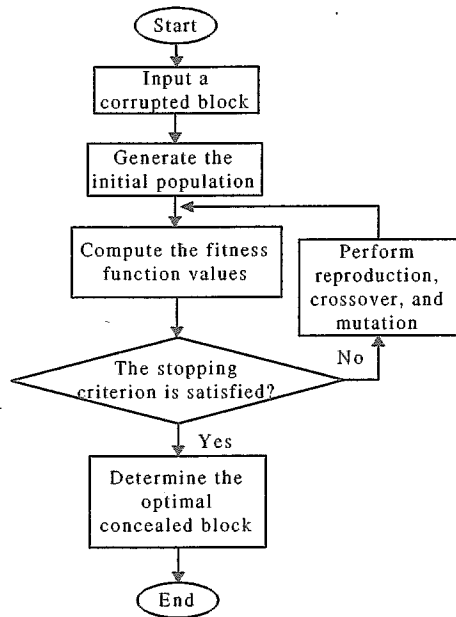 Start
Input a
corrupted block
Generate the
initial population
Compute the fitness
function values
Perform
reproduction,
crossover, and
mutation
The stopping
criterion is satisfied?
No
Yes
Determine the
optimal
concealed block
End